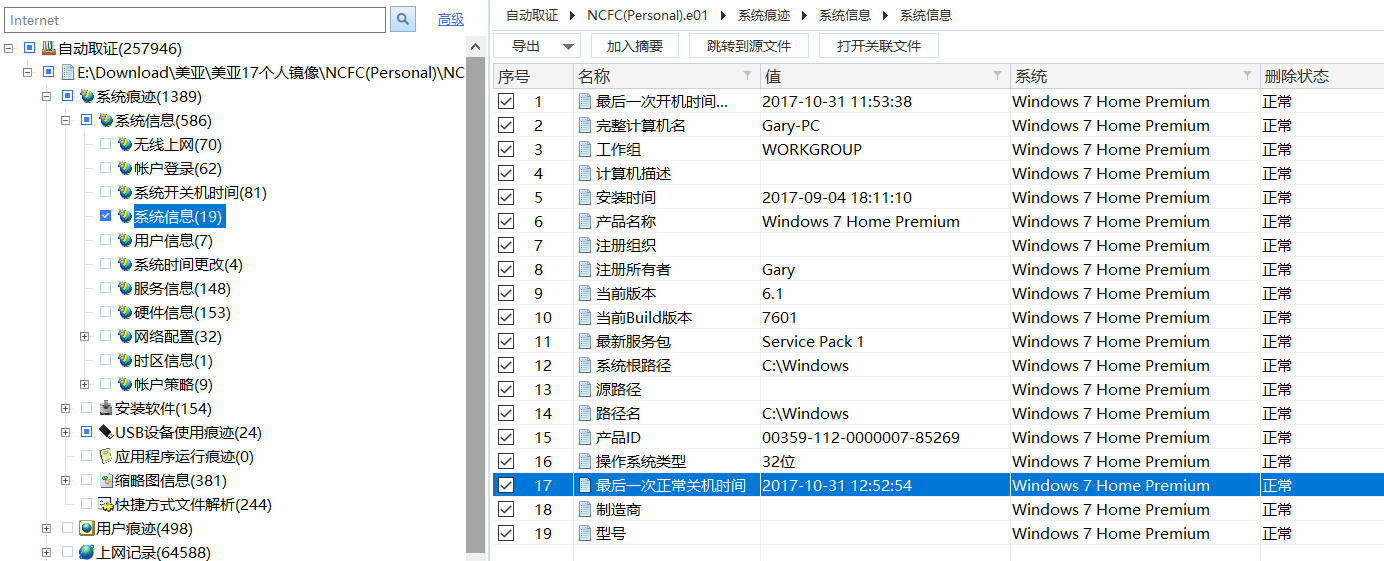 Internet
高级
自动取证(257946)
E:\Download\美亚\美亚17个人镜像\NCFC(Personal)\NC
系统痕迹(1389)
系统信息(586)
无线上网(70)
帐户登录(62)
系统开关机时间(81)
系统信息(19)
用户信息(7)
系统时间更改(4)
服务信息(148)
硬件信息(153)
网络配置(32)
时区信息(1)
帐户策略(9)
安装软件(154)
USB设备使用痕迹(24)
应用程序运行痕迹(0)
缩略图信息(381)
快捷方式文件解析(244)
用户痕迹(498)
上网记录(64588)
自动取证 NCFC(Personal).e01 系统痕迹 系统信息 系统信息
导出 加入摘要 跳转到源文件 打开关联文件
序号 名称 值 系统 删除状态
1 最后一次开机时间... 2017-10-31 11:53:38 Windows 7 Home Premium 正常
2 完整计算机名 Gary-PC Windows 7 Home Premium 正常
3 工作组 WORKGROUP Windows 7 Home Premium 正常
4 计算机描述 Windows 7 Home Premium 正常
5 安装时间 2017-09-04 18:11:10 Windows 7 Home Premium 正常
6 产品名称 Windows 7 Home Premium Windows 7 Home Premium 正常
7 注册组织 Windows 7 Home Premium 正常
8 注册所有者 Gary Windows 7 Home Premium 正常
9 当前版本 6.1 Windows 7 Home Premium 正常
10 当前Build版本 7601 Windows 7 Home Premium 正常
11 最新服务包 Service Pack 1 Windows 7 Home Premium 正常
12 系统根路径 C:\Windows Windows 7 Home Premium 正常
13 源路径 Windows 7 Home Premium 正常
14 路径名 C:\Windows Windows 7 Home Premium 正常
15 产品ID 00359-112-0000007-85269 Windows 7 Home Premium 正常
16 操作系统类型 32位 Windows 7 Home Premium 正常
17 最后一次正常关机时间 2017-10-31 12:52:54 Windows 7 Home Premium 正常
18 制造商 Windows 7 Home Premium 正常
19 型号 Windows 7 Home Premium 正常